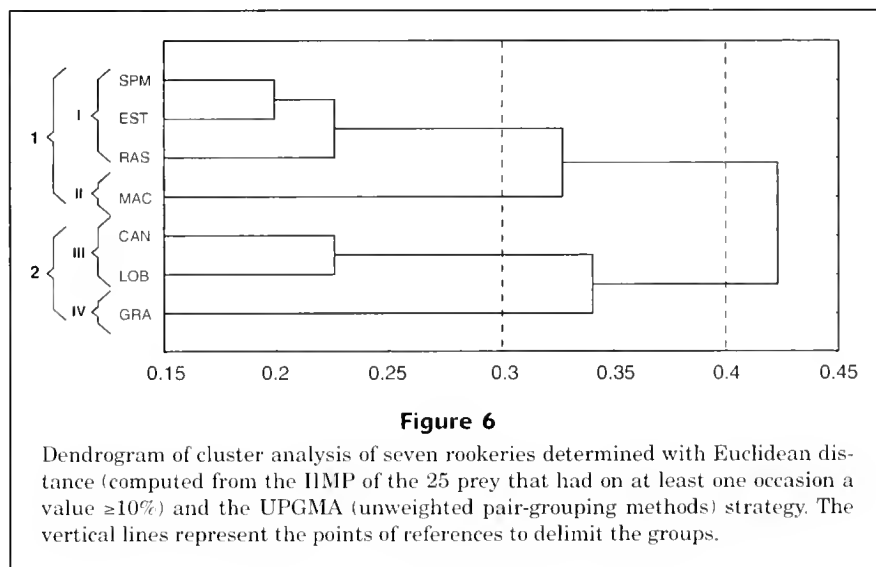 SPM
I
EST
1
RAS
II
MAC
CAN
III
2
LOB
IV
GRA
0.15 0.2 0.25 0.3 0.35 0.4 0.45
Figure 6
Dendrogram of cluster analysis of seven rookeries determined with Euclidean dis-
tance (computed from the IIMP of the 25 prey that had on at least one occasion a
value ≥10%) and the UPGMA (unweighted pair-grouping methods) strategy. The
vertical lines represent the points of references to delimit the groups.